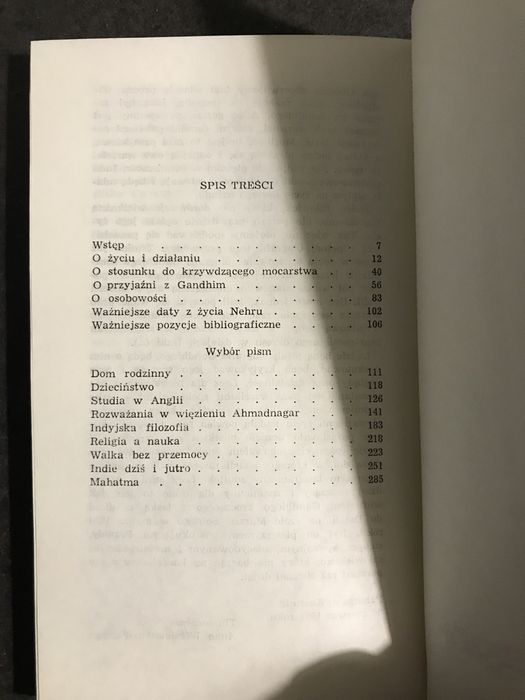 SPIS TREŚCI
Wstęp . . . . . . . . . . . 7
O życiu i działaniu . . . . . . . . 12
O stosunku do krzywdzącego mocarstwa . . 40
O przyjaźni z Gandhim . . . . . . . 56
O osobowości . . . . . . . . . . 83
Ważniejsze daty z życia Nehru . . . . . 102
Ważniejsze pozycje bibliograficzne . . . . 106
Wybór pism
Dom rodzinny . . . . . . . . . . 111
Dzieciństwo . . . . . . . . . . 118
Studia w Anglii . . . . . . . . . 126
Rozważania w więzieniu Ahmadnagar . . . 141
Indyjska filozofia . . . . . . . . . 183
Religia a nauka . . . . . . . . . 218
Walka bez przemocy . . . . . . . . 223
Indie dziś i jutro . . . . . . . . . 251
Mahatma . . . . . . . . . . . 285